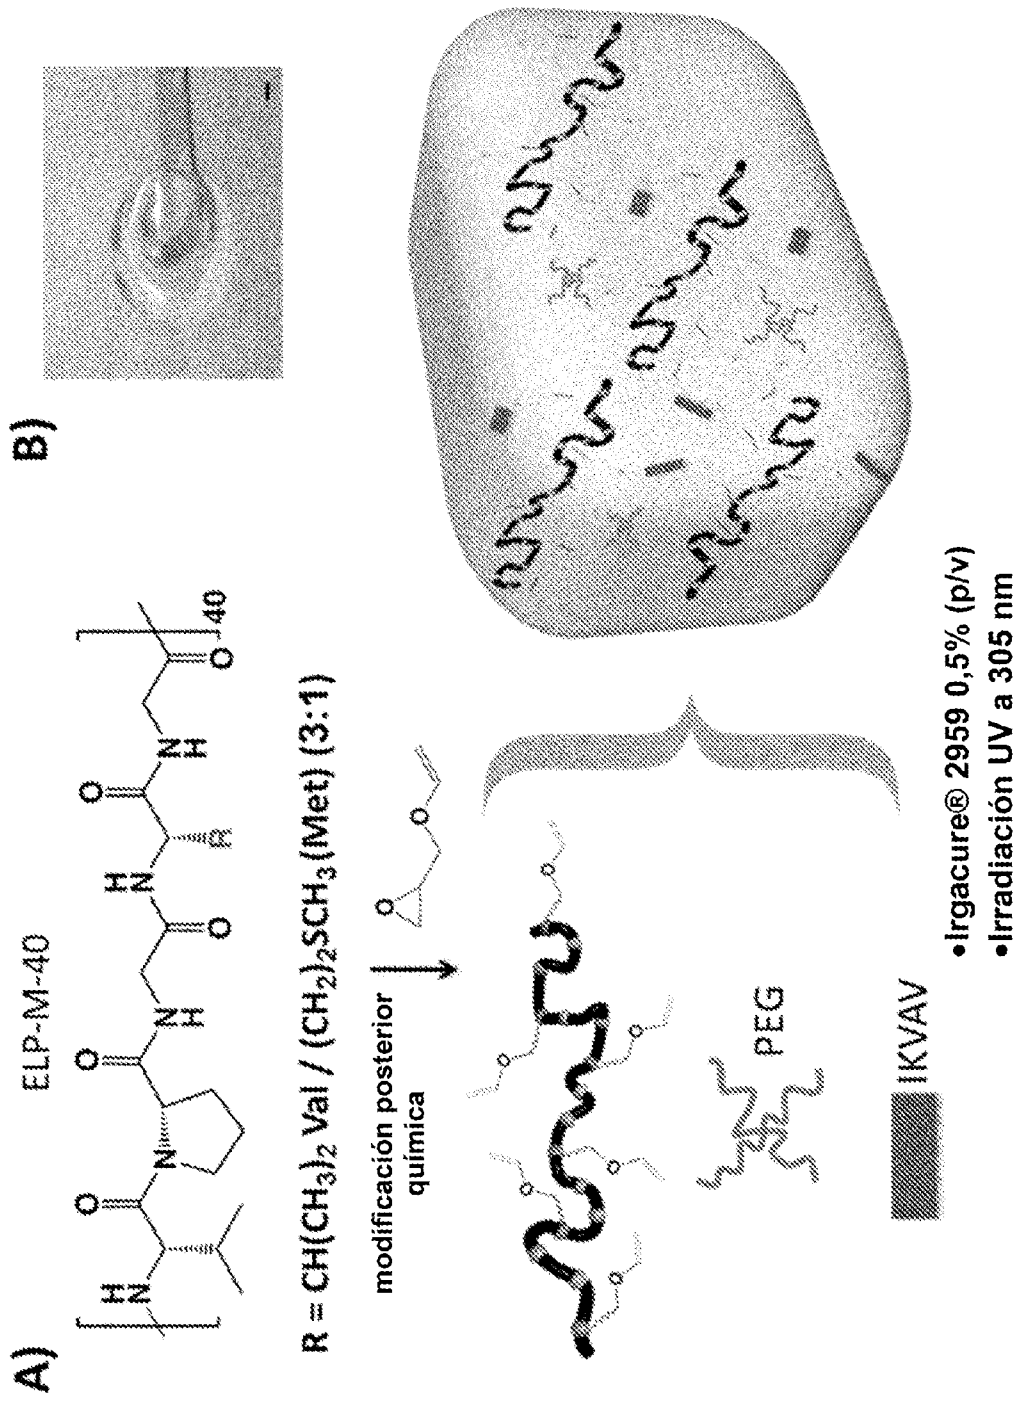 A)
ELP-M-40
H
N
O
N
O
N
H
O
H
N
O
R
N
H
O
40
R = CH(CH3)2 Val / (CH2)2SCH3(Met) (3:1)
modificación posterior
química
O
O
O
O
O
O
O
O
PEG
IKVAV
•Irgacure® 2959 0,5% (p/v)
•Irradiación UV a 305 nm
B)